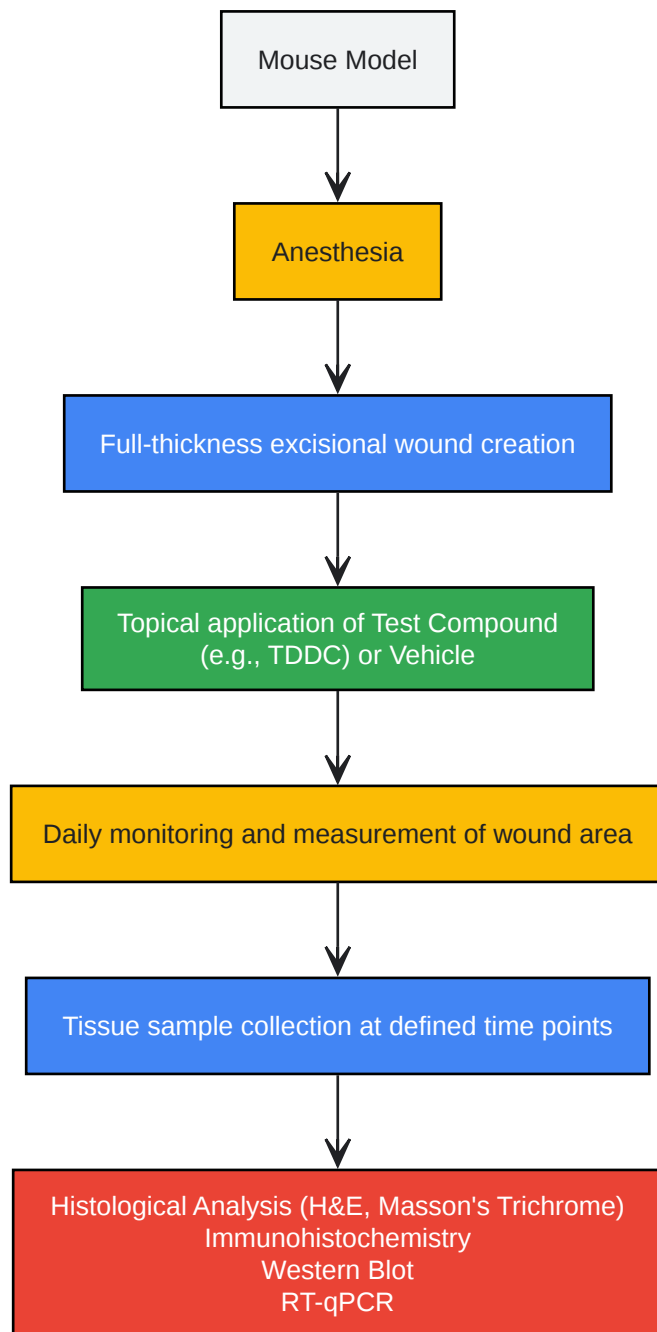 Mouse Model
Anesthesia
Full-thickness excisional wound creation
Topical application of Test Compound
(e.g., TDDC) or Vehicle
Daily monitoring and measurement of wound area
Tissue sample collection at defined time points
Histological Analysis (H&E, Masson's Trichrome)
Immunohistochemistry
Western Blot
RT-qPCR